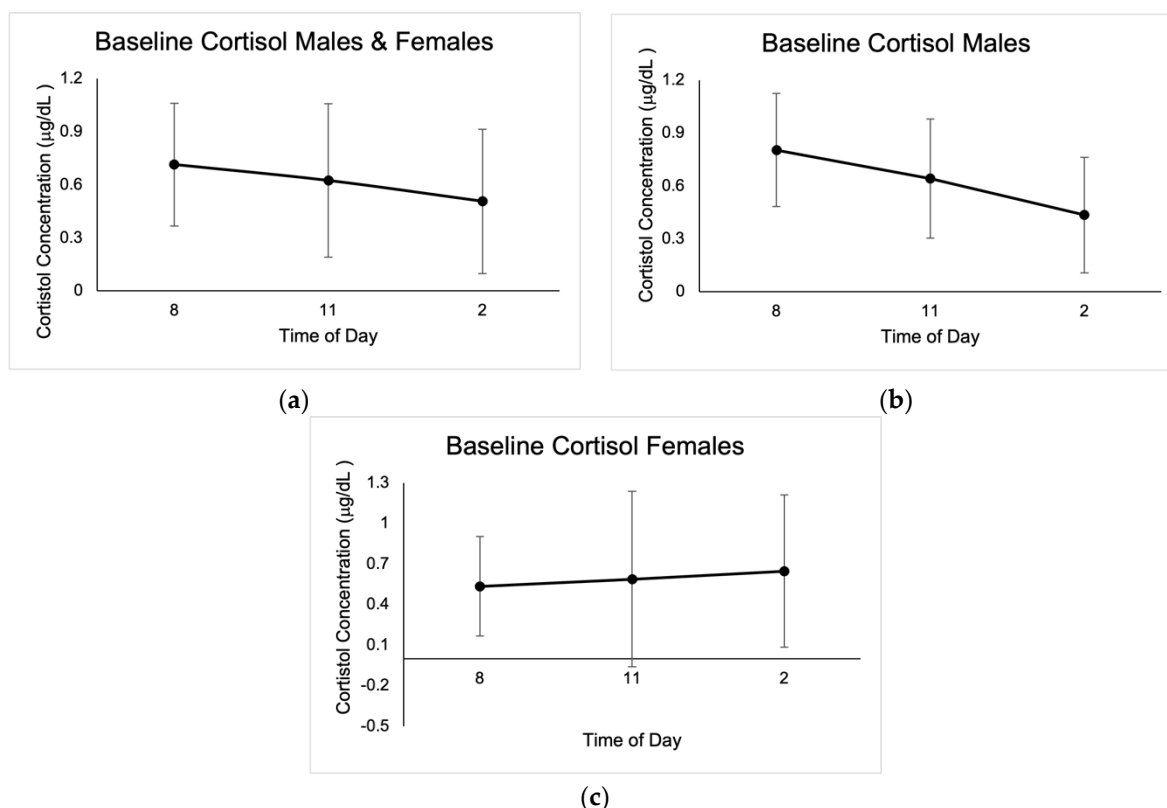 Baseline Cortisol Males & Females
Cortistol Concentration (µg/dL )
1.2
0.9
0.6
0.3
0
8
11
2
Time of Day
(a)
Baseline Cortisol Males
Cortistol Concentration (µg/dL )
1.2
0.9
0.6
0.3
0
8
11
2
Time of Day
(b)
Baseline Cortisol Females
Cortistol Concentration (µg/dL )
1.3
1
0.7
0.4
0.1
-0.2
-0.5
8
11
2
Time of Day
(c)